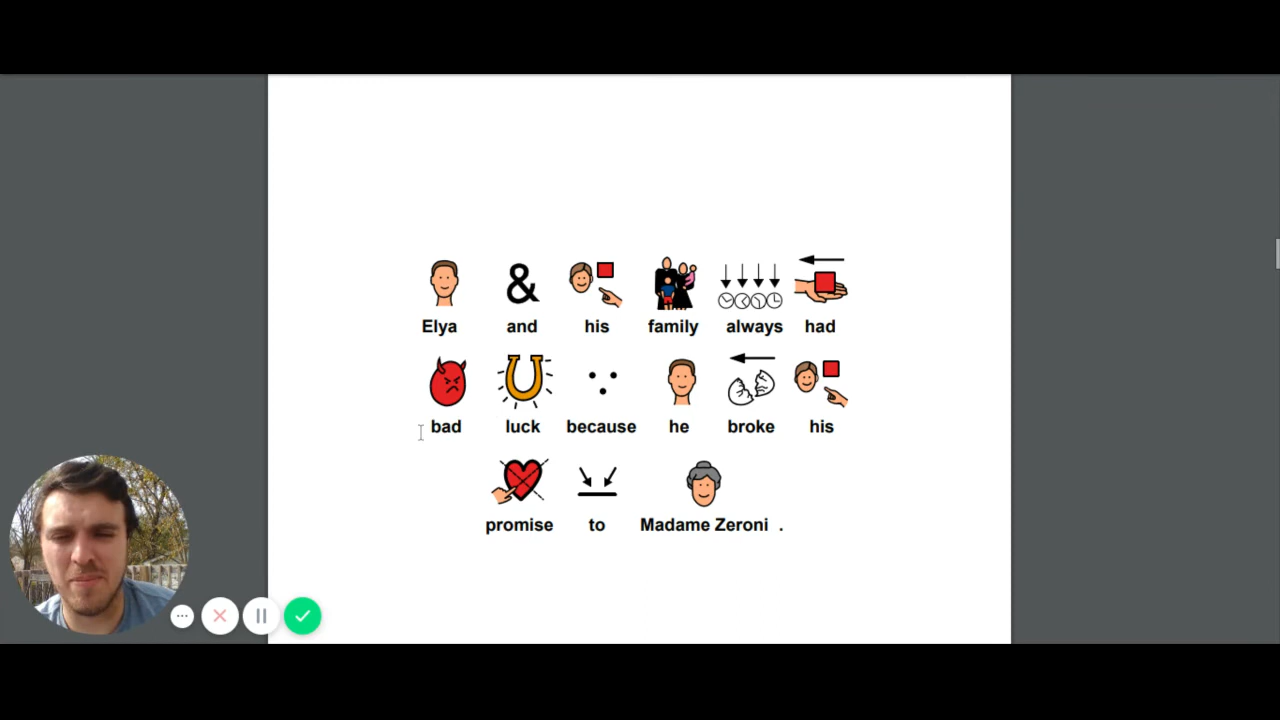 &
Elya and his family always had
bad luck because he broke his
promise to Madame Zeroni .